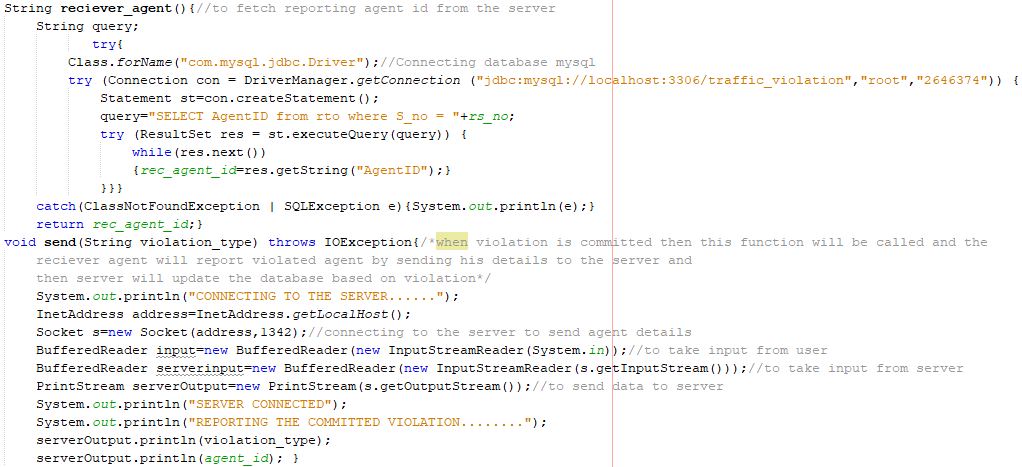 String reciever_agent(){//to fetch reporting agent id from the server
String query;
try{
Class.forName("com.mysql.jdbc.Driver");//Connecting database mysql
try (Connection con = DriverManager.getConnection ("jdbc:mysql://localhost:3306/traffic_violation","root","2646374")) {
Statement st=con.createStatement();
query="SELECT AgentID from rto where S_no = "+rs_no;
try (ResultSet res = st.executeQuery(query)) {
while(res.next())
{rec_agent_id=res.getString("AgentID");}
}}}
catch(ClassNotFoundException | SQLException e){System.out.println(e);}
return rec_agent_id;}
void send(String violation_type) throws IOException{/*when violation is committed then this function will be called and the
reciever agent will report violated agent by sending his details to the server and
then server will update the database based on violation*/
System.out.println("CONNECTING TO THE SERVER......");
InetAddress address=InetAddress.getLocalHost();
Socket s=new Socket(address,1342);//connecting to the server to send agent details
BufferedReader input=new BufferedReader(new InputStreamReader(System.in));//to take input from user
BufferedReader serverinput=new BufferedReader(new InputStreamReader(s.getInputStream()));//to take input from server
PrintStream serverOutput=new PrintStream(s.getOutputStream());//to send data to server
System.out.println("SERVER CONNECTED");
System.out.println("REPORTING THE COMMITTED VIOLATION........");
serverOutput.println(violation_type);
serverOutput.println(agent_id); }